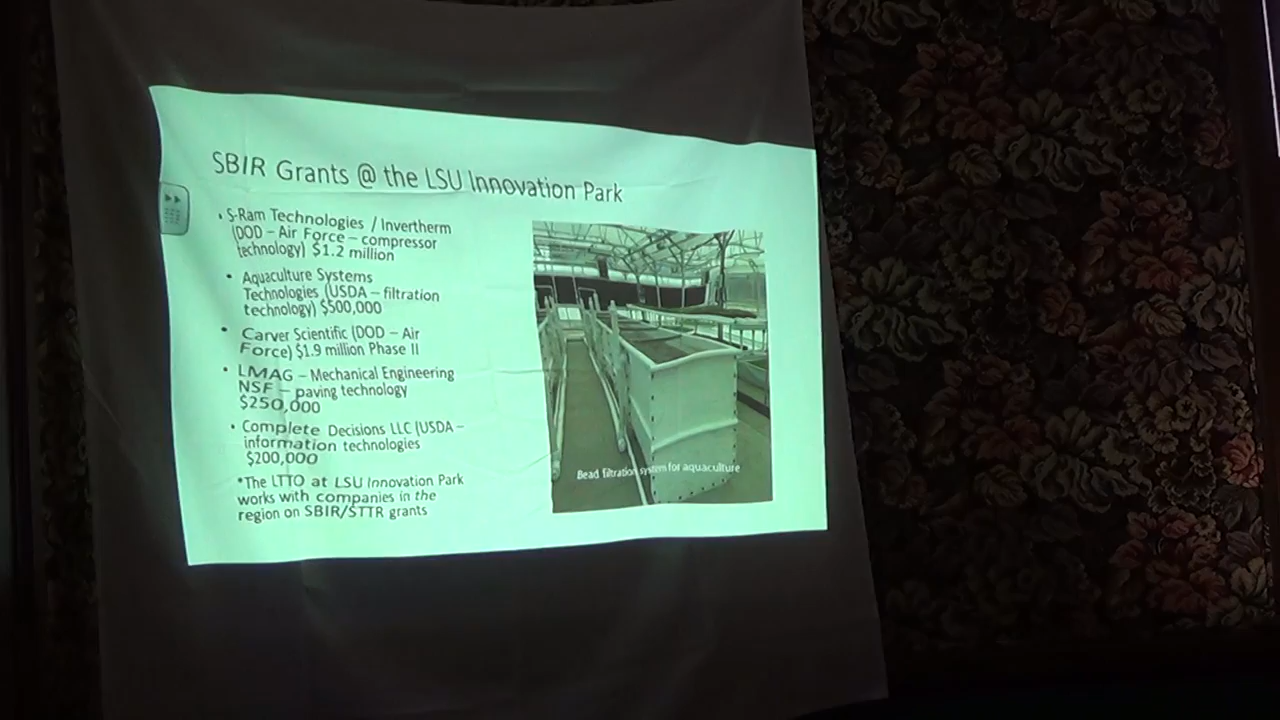 SBIR Grants @ the LSU Innovation Park
• S-Ram Technologies / Invertherm
(DOD – Air Force – compressor
technology) $1.2 million
• Aquaculture Systems
Technologies (USDA – filtration
technology) $500,000
• Carver Scientific (DOD – Air
Force) $1.9 million Phase II
• LMAG – Mechanical Engineering
NSF – paving technology
$250,000
• Complete Decisions LLC (USDA –
information technologies
$200,000
*The LTTO at LSU Innovation Park
works with companies in the
region on SBIR/STTR grants
Bead filtration system for aquaculture